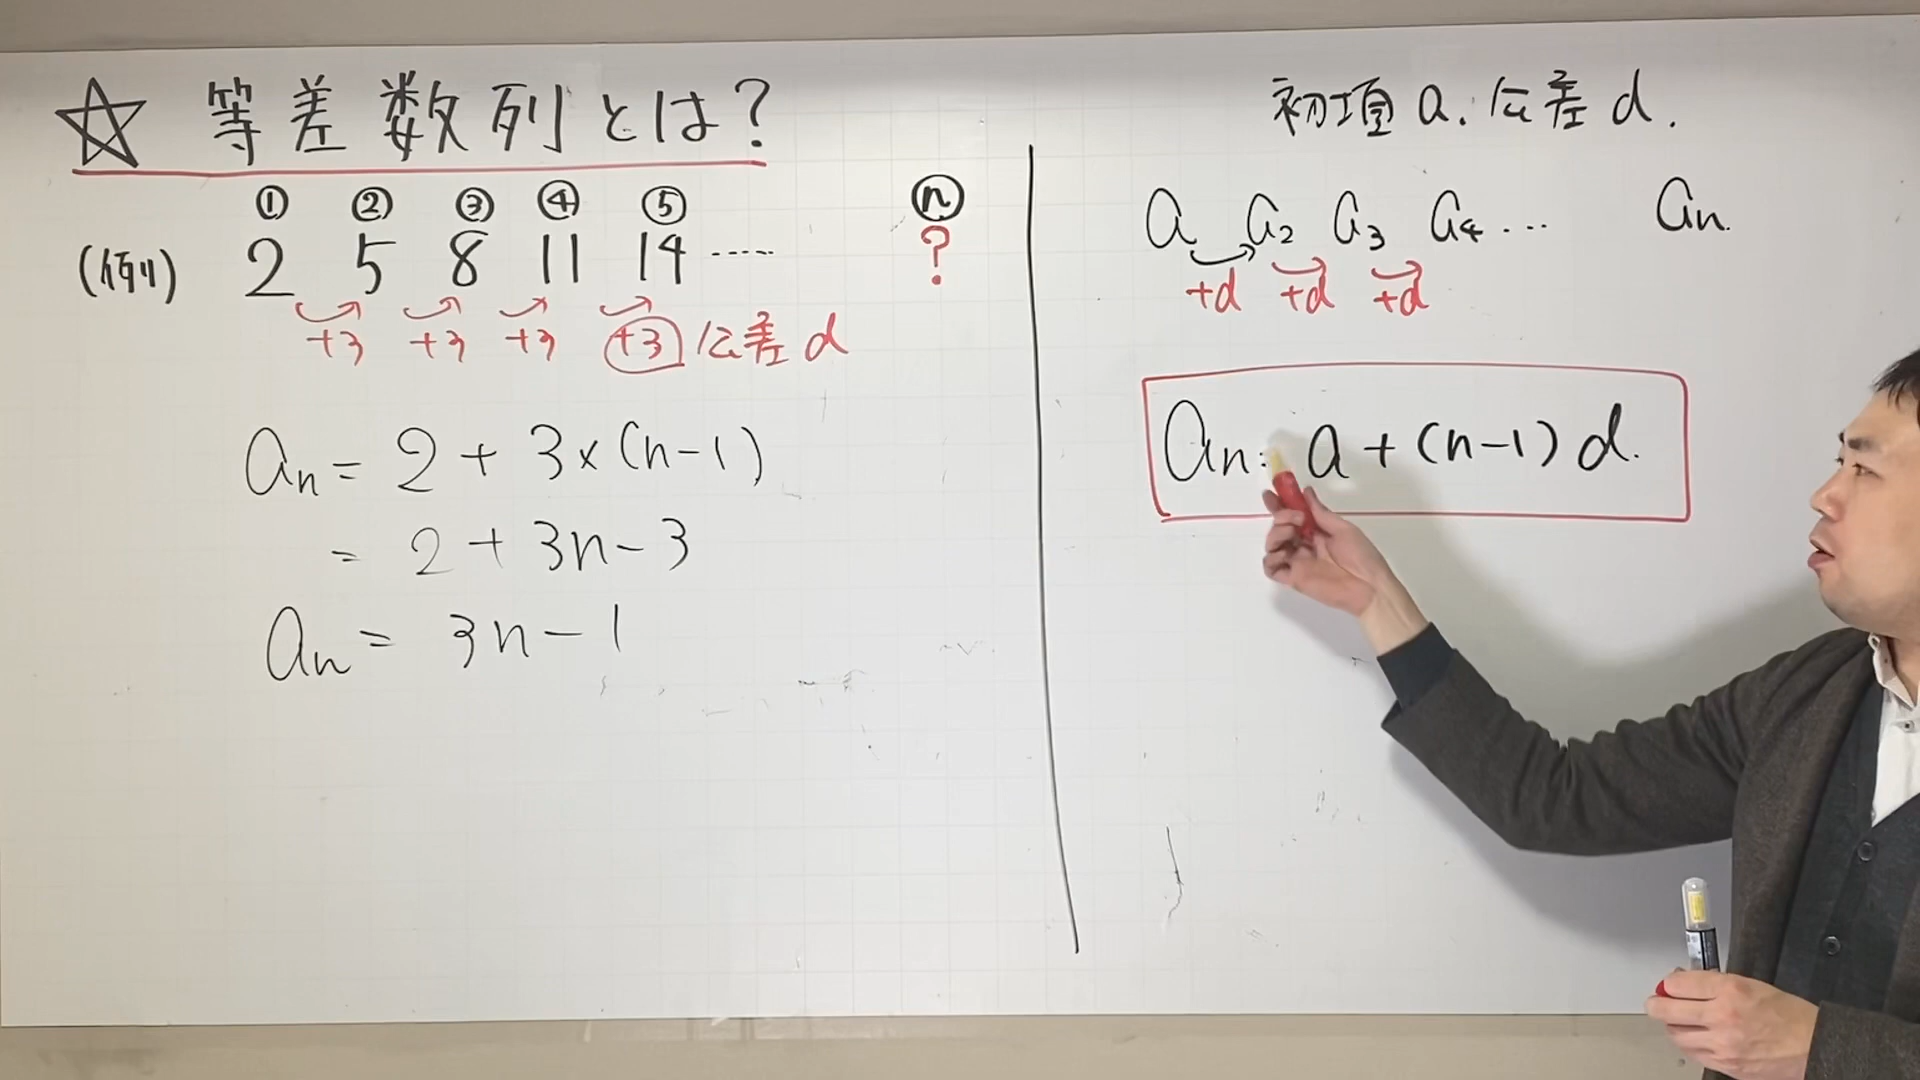 ☆ 等差数列とは?
① ② ③ ④ ⑤ ⓝ
(例) 2 5 8 11 14 ...... ?
+3 +3 +3 +3 公差 d
an = 2 + 3×(n-1)
= 2 + 3n - 3
an = 3n - 1
初項 a. 公差 d.
a a2 a3 a4 ... an.
+d +d +d
an = a + (n-1) d.